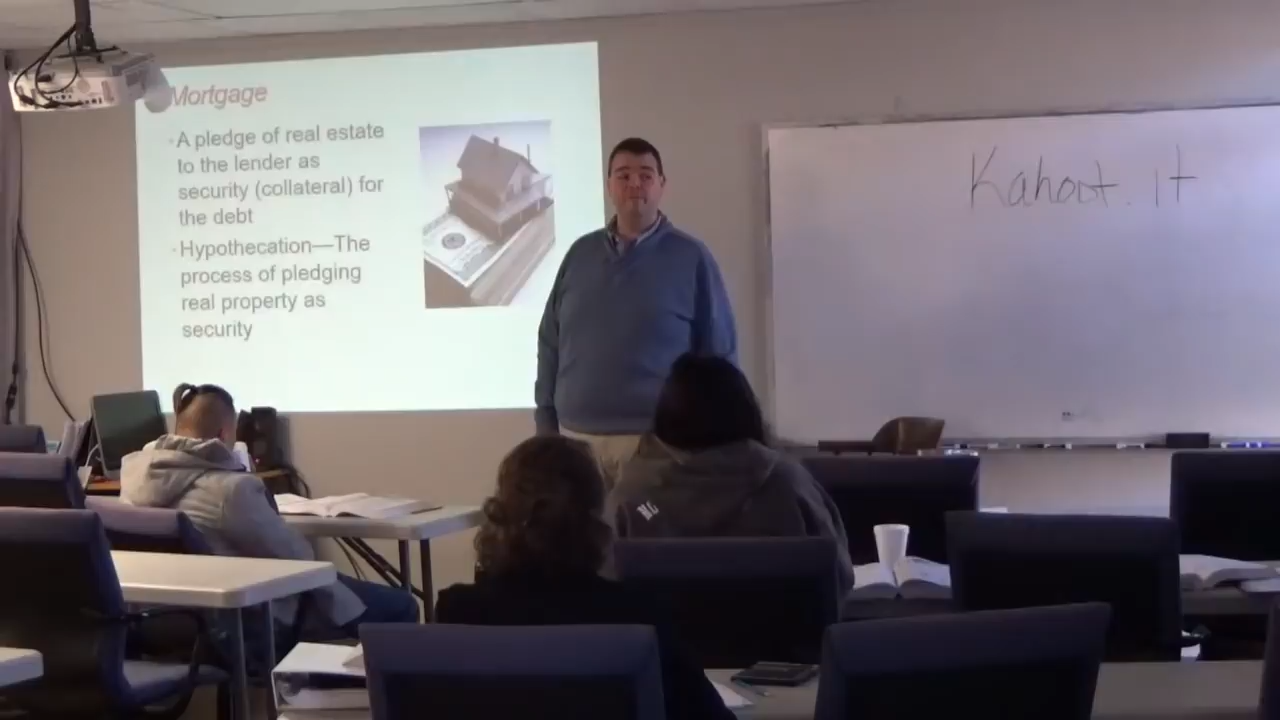 Mortgage
· A pledge of real estate
to the lender as
security (collateral) for
the debt
· Hypothecation—The
process of pledging
real property as
security
Kahoot.it
NC